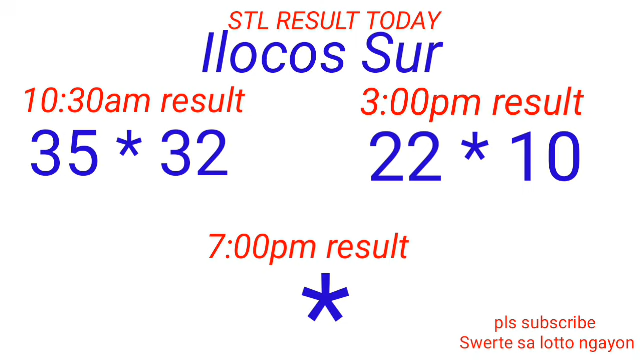 STL RESULT TODAY
Ilocos Sur
10:30am result
35 * 32
3:00pm result
22 * 10
7:00pm result
*
pls subscribe
Swerte sa lotto ngayon